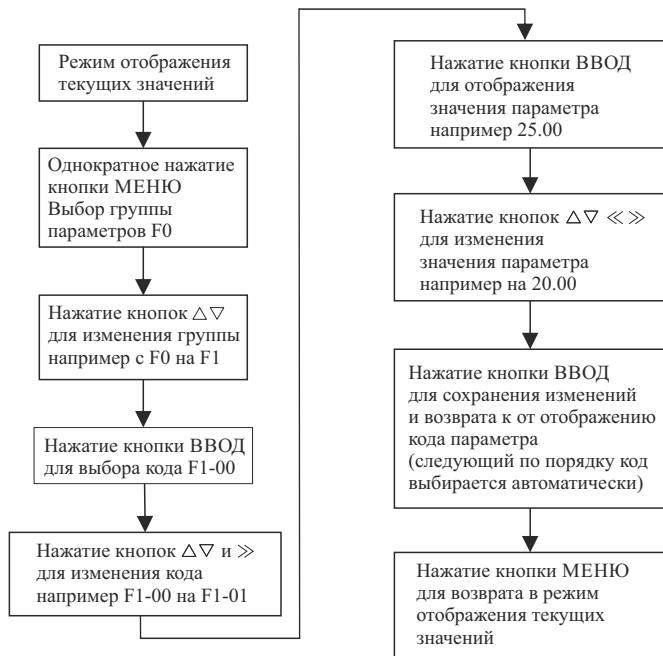 Режим отображения
текущих значений
Однократное нажатие
кнопки МЕНЮ
Выбор группы
параметров F0
Нажатие кнопок △▽
для изменения группы
например с F0 на F1
Нажатие кнопки ВВОД
для выбора кода F1-00
Нажатие кнопок △▽ и ≫
для изменения кода
например F1-00 на F1-01
Нажатие кнопки ВВОД
для отображения
значения параметра
например 25.00
Нажатие кнопок △▽ ≪ ≫
для изменения
значения параметра
например на 20.00
Нажатие кнопки ВВОД
для сохранения изменений
и возврата к от отображению
кода параметра
(следующий по порядку код
выбирается автоматически)
Нажатие кнопки МЕНЮ
для возврата в режим
отображения текущих
значений